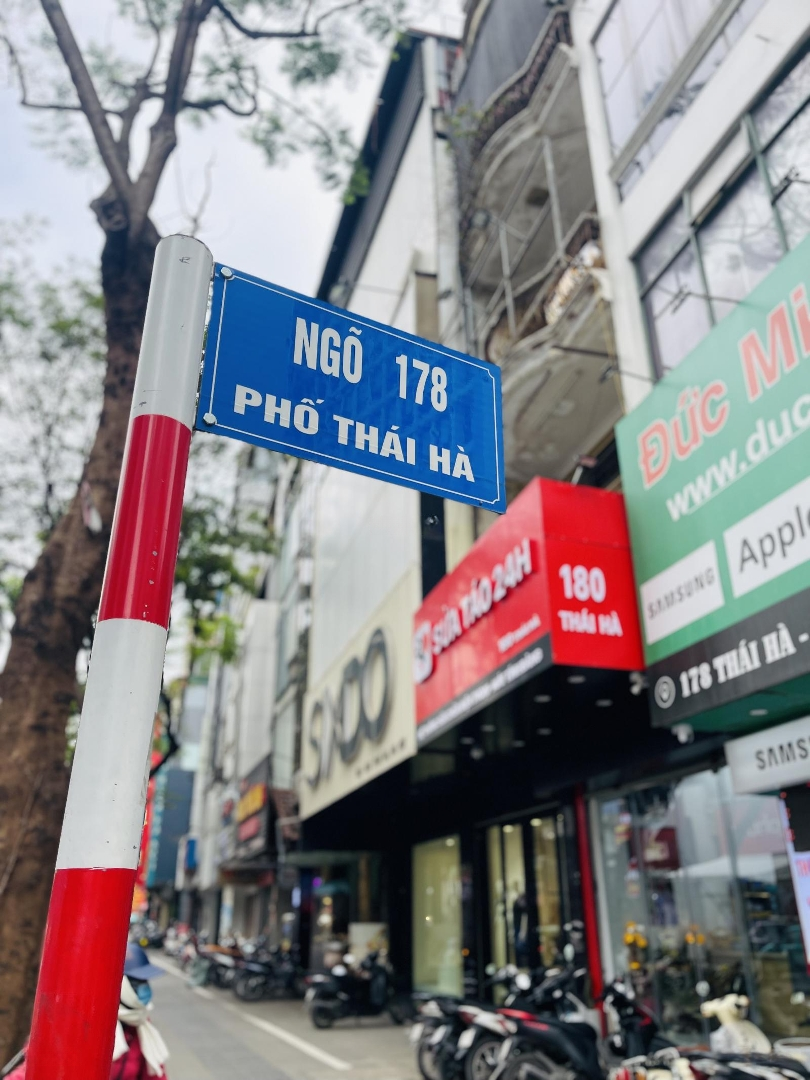 NGÕ 178
PHỐ THÁI HÀ
SỬA TÁO 24H
180
THÁI HÀ
SIXDO
Đức Mi
www.duc
SAMSUNG
Apple
178 THÁI HÀ -
SAMS